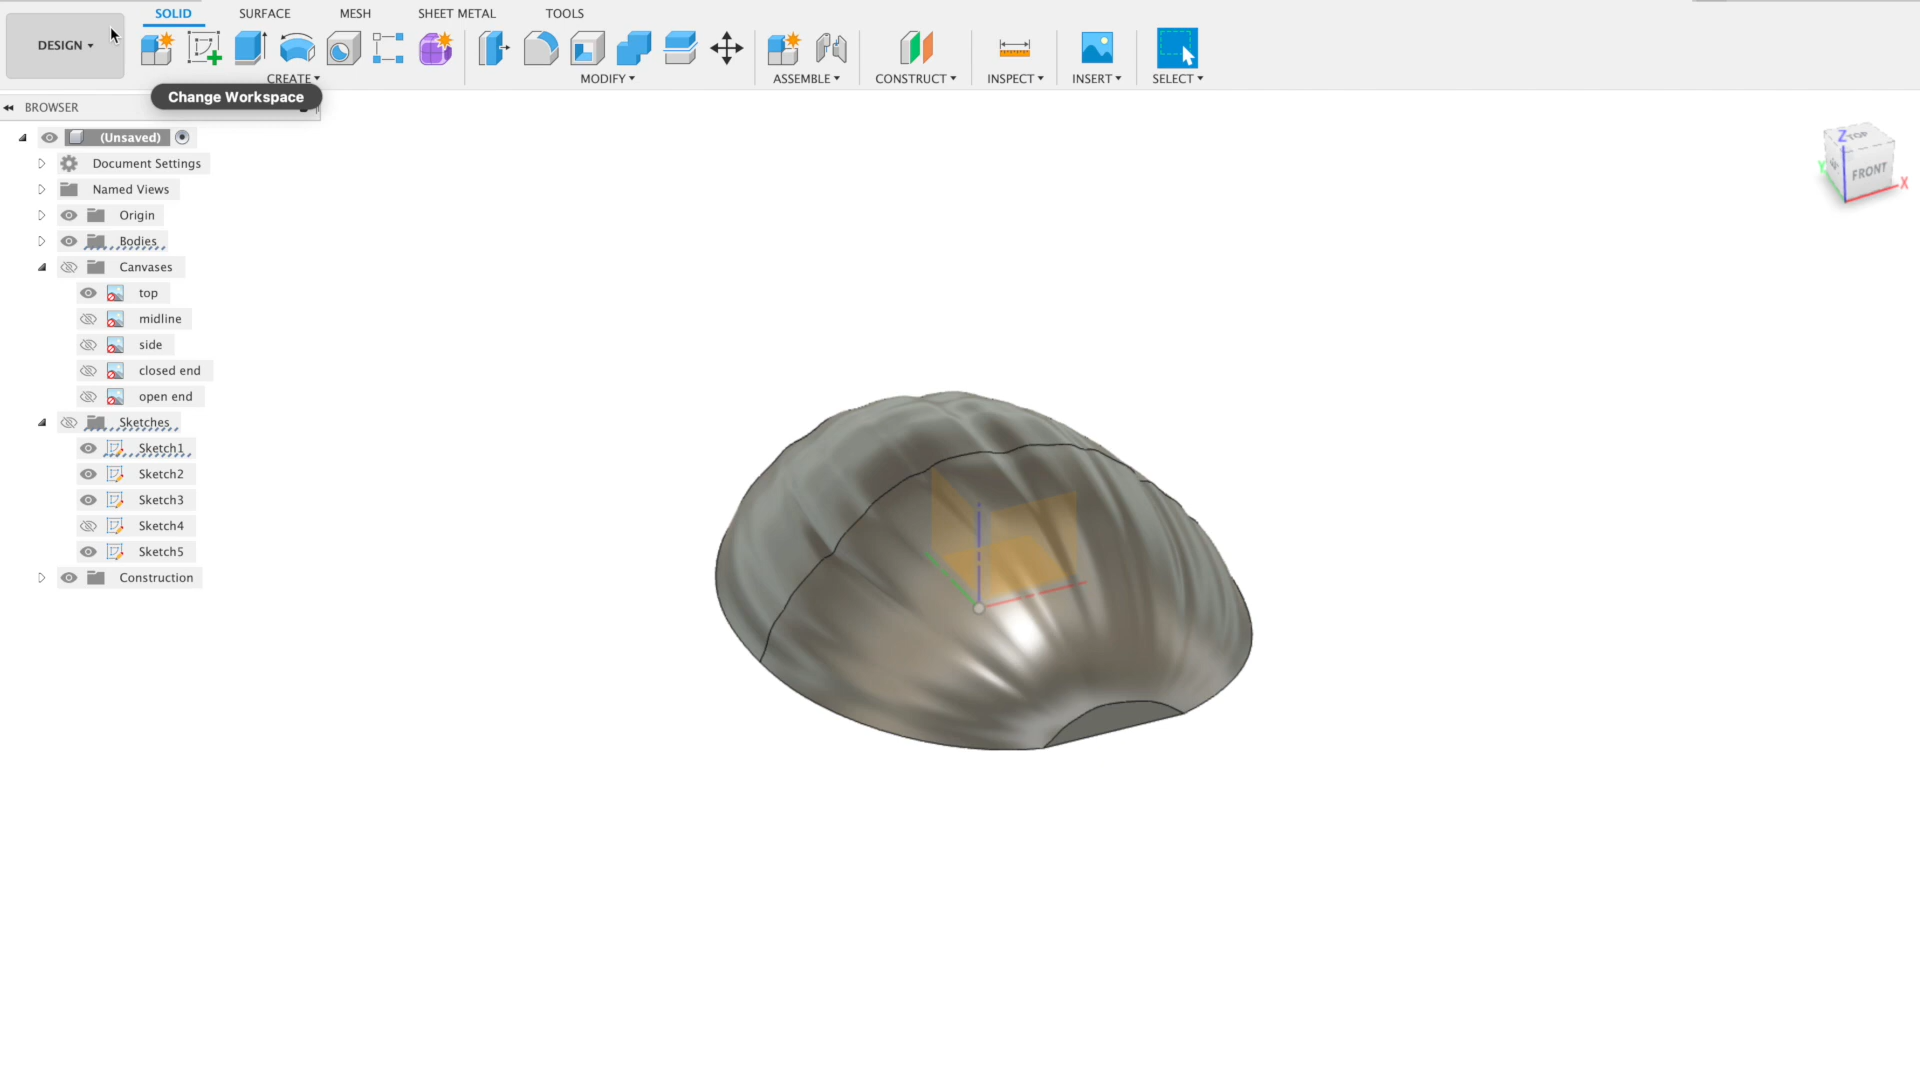 SOLID SURFACE MESH SHEET METAL TOOLS
DESIGN
CREATE MODIFY ASSEMBLE CONSTRUCT INSPECT INSERT SELECT
Change Workspace
BROWSER
(Unsaved)
Document Settings
Named Views
Origin
Bodies
Canvases
top
midline
side
closed end
open end
Sketches
Sketch1
Sketch2
Sketch3
Sketch4
Sketch5
Construction
Z TOP
Y FRONT X